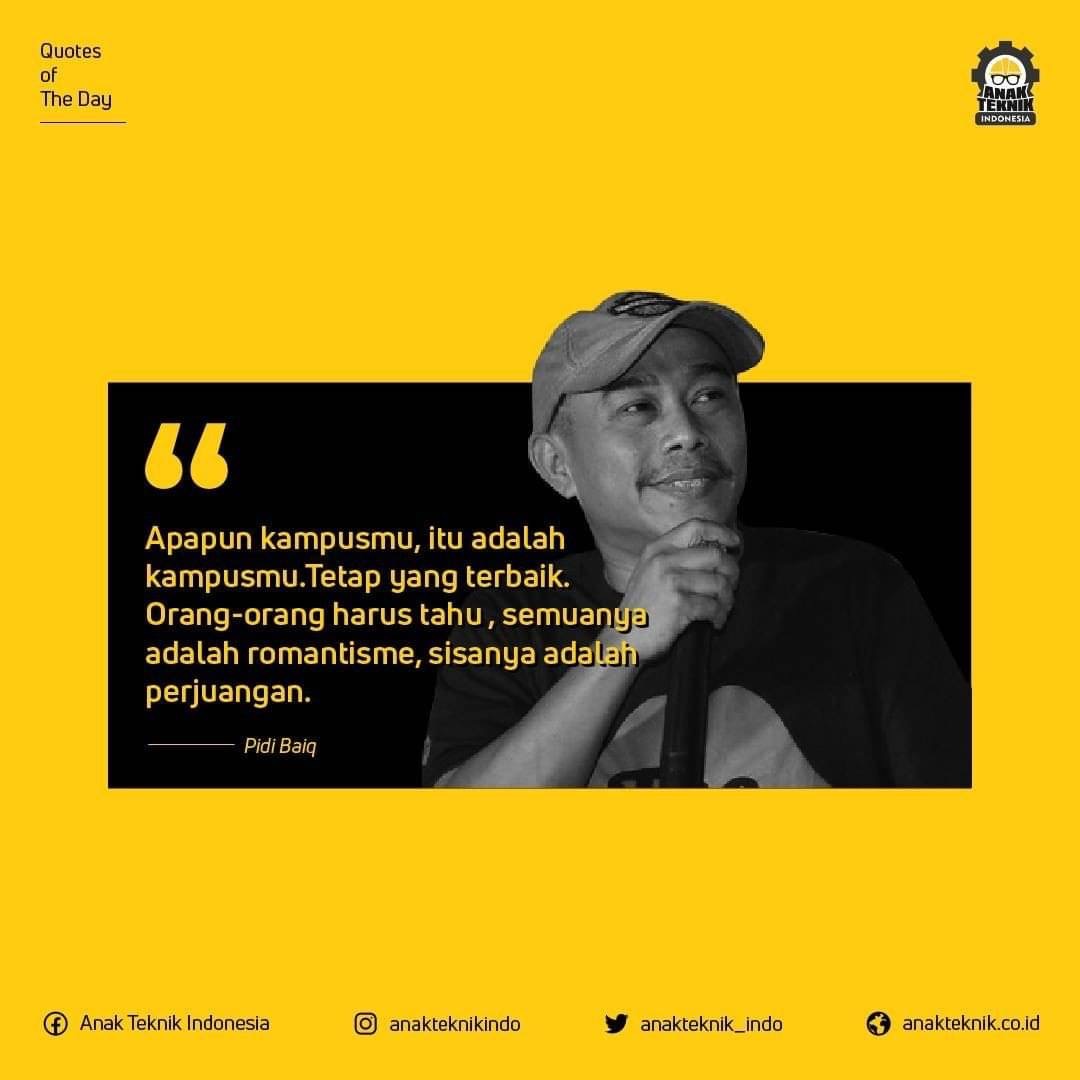 Quotes
of
The Day
ANAK
TEKNIK
INDONESIA
Apapun kampusmu, itu adalah
kampusmu.Tetap yang terbaik.
Orang-orang harus tahu , semuanya
adalah romantisme, sisanya adalah
perjuangan.
Pidi Baiq
Anak Teknik Indonesia
anakteknikindo
anakteknik_indo
anakteknik.co.id